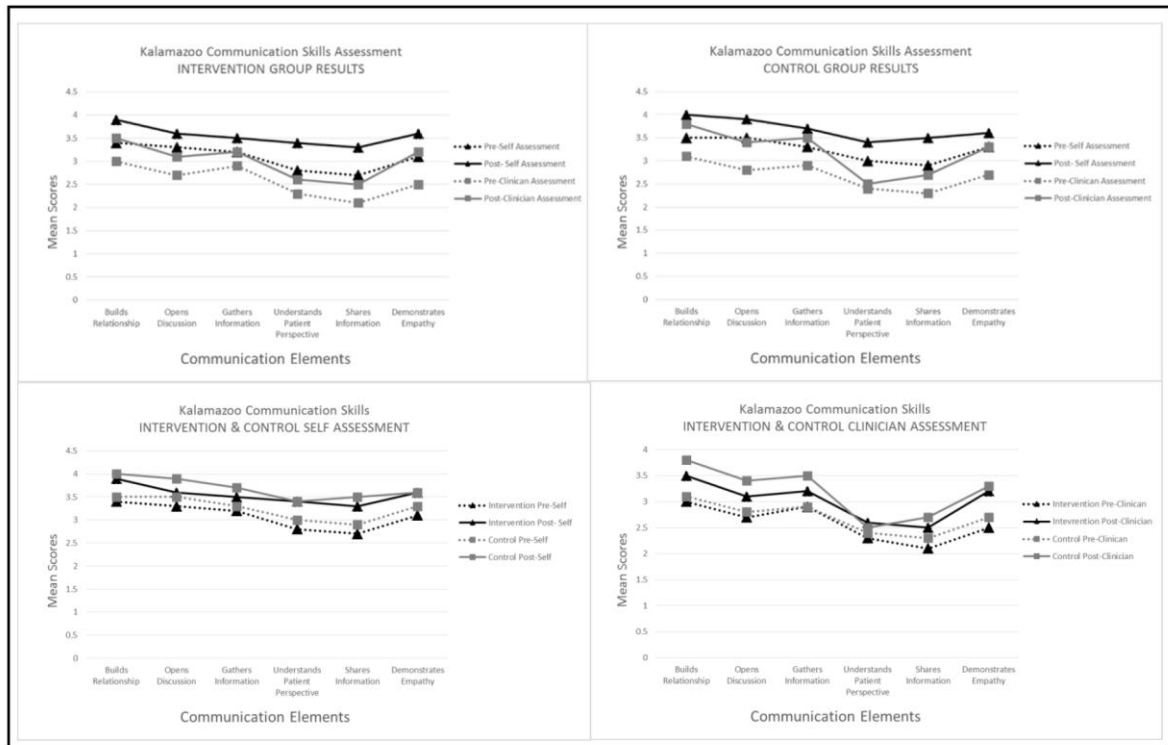 Kalamazoo Communication Skills Assessment
INTERVENTION GROUP RESULTS
4.5
4
3.5
3
2.5
2
1.5
1
0.5
0
Mean Scores
Builds Relationship
Opens Discussion
Gathers Information
Understands Patient Perspective
Shares Information
Demonstrates Empathy
Communication Elements
Pre-Self Assessment
Post- Self Assessment
Pre-Clinican Assessment
Post-Clinician Assessment
Kalamazoo Communication Skills Assessment
CONTROL GROUP RESULTS
4.5
4
3.5
3
2.5
2
1.5
1
0.5
0
Mean Scores
Builds Relationship
Opens Discussion
Gathers Information
Understands Patient Perspective
Shares Information
Demonstrates Empathy
Communication Elements
Pre-Self Assessment
Post- Self Assessment
Pre-Clinican Assessment
Post-Clinician Assessment
Kalamazoo Communication Skills
INTERVENTION & CONTROL SELF ASSESSMENT
4.5
4
3.5
3
2.5
2
1.5
1
0.5
0
Mean Scores
Builds Relationship
Opens Discussion
Gathers Information
Understands Patient Perspective
Shares Information
Demonstrates Empathy
Communication Elements
Intervention Pre-Self
Intervention Post- Self
Control Pre-Self
Control Post-Self
Kalamazoo Communication Skills
INTERVENTION & CONTROL CLINICIAN ASSESSMENT
4
3.5
3
2.5
2
1.5
1
0.5
0
Mean Scores
Builds Relationship
Opens Discussion
Gathers Information
Understands Patient Perspective
Shares Information
Demonstrates Empathy
Communication Elements
Intervention Pre-Clinican
Intevrention Post-Clinician
Control Pre-Clinican
Control Post-Clinician